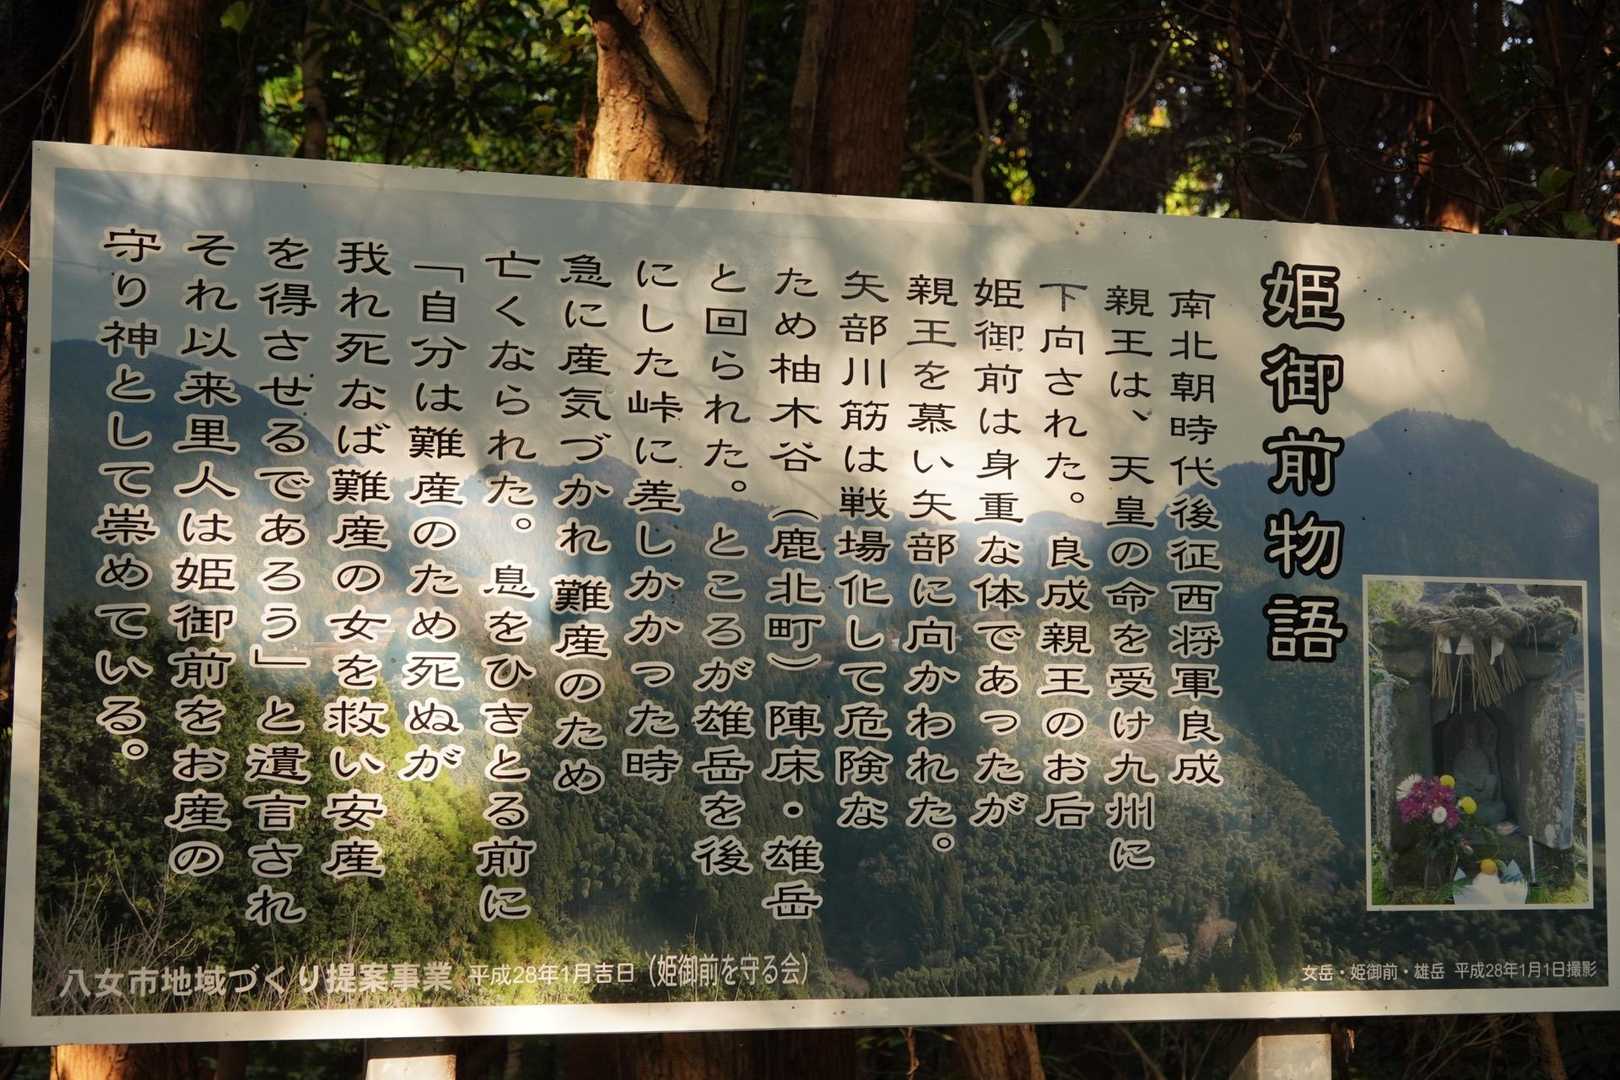 姫御前物語
南北朝時代後征西将軍良成
親王は、天皇の命を受け九州に
下向された。良成親王のお后
姫御前は身重な体であったが
親王を慕い矢部に向かわれた。
矢部川筋は戦場化して危険な
ため柚木谷(鹿北町)陣床・雄岳
と回られた。ところが雄岳を後
にした峠に差しかかった時
急に産気づかれ難産のため
亡くなられた。息をひきとる前に
「自分は難産のため死ぬが
我れ死なば難産の女を救い安産
を得させるであろう」と遺言され
それ以来里人は姫御前をお産の
守り神として崇めている。
八女市地域づくり提案事業 平成28年1月吉日(姫御前を守る会)
女岳・姫御前・雄岳 平成28年1月1日撮影